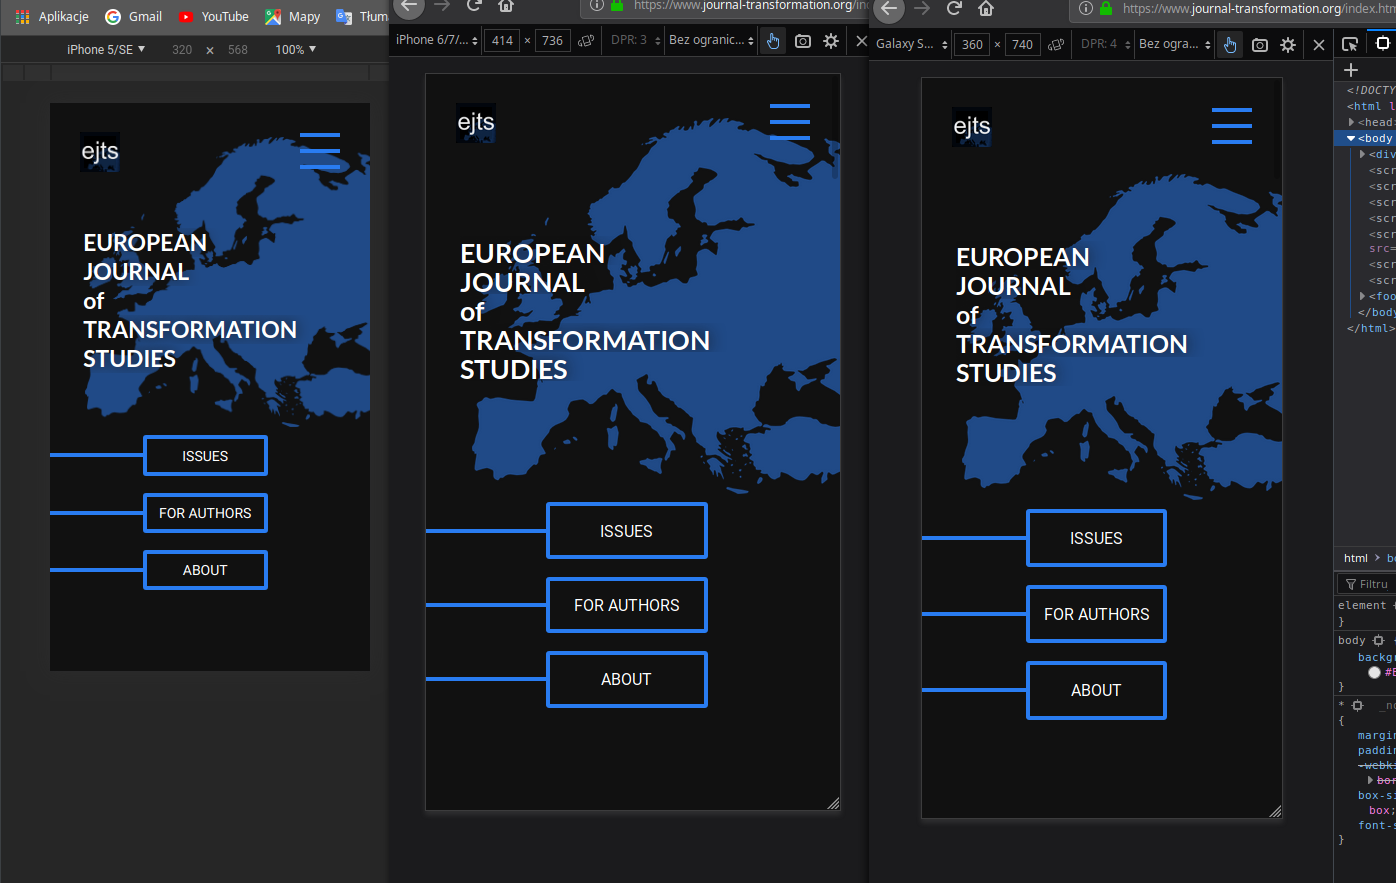 Aplikacje
Gmail
YouTube
Mapy
iPhone 5/SE ▼ 320 × 568 100% ▼
ejts
EUROPEAN
JOURNAL
of
TRANSFORMATION
STUDIES
ISSUES
FOR AUTHORS
ABOUT
https://www.journal-transformation.org/
iPhone 6/7/... 414 × 736 DPR: 3 Bez ogranic...
ejts
EUROPEAN
JOURNAL
of
TRANSFORMATION
STUDIES
ISSUES
FOR AUTHORS
ABOUT
https://www.journal-transformation.org/index.htm
Galaxy S... 360 × 740 DPR: 4 Bez ogra...
ejts
EUROPEAN
JOURNAL
of
TRANSFORMATION
STUDIES
ISSUES
FOR AUTHORS
ABOUT
<!DOCTY
<html l
<head>
<body
<div
<scr
<scr
<scr
<scr
<scr
src=
<scr
<scr
<foo
</body
</html>
html > bo
Filtru
element {
}
body
backgr
#E
}
*
{
margin
paddin
-webki
bor
box-si
box;
font-s
}